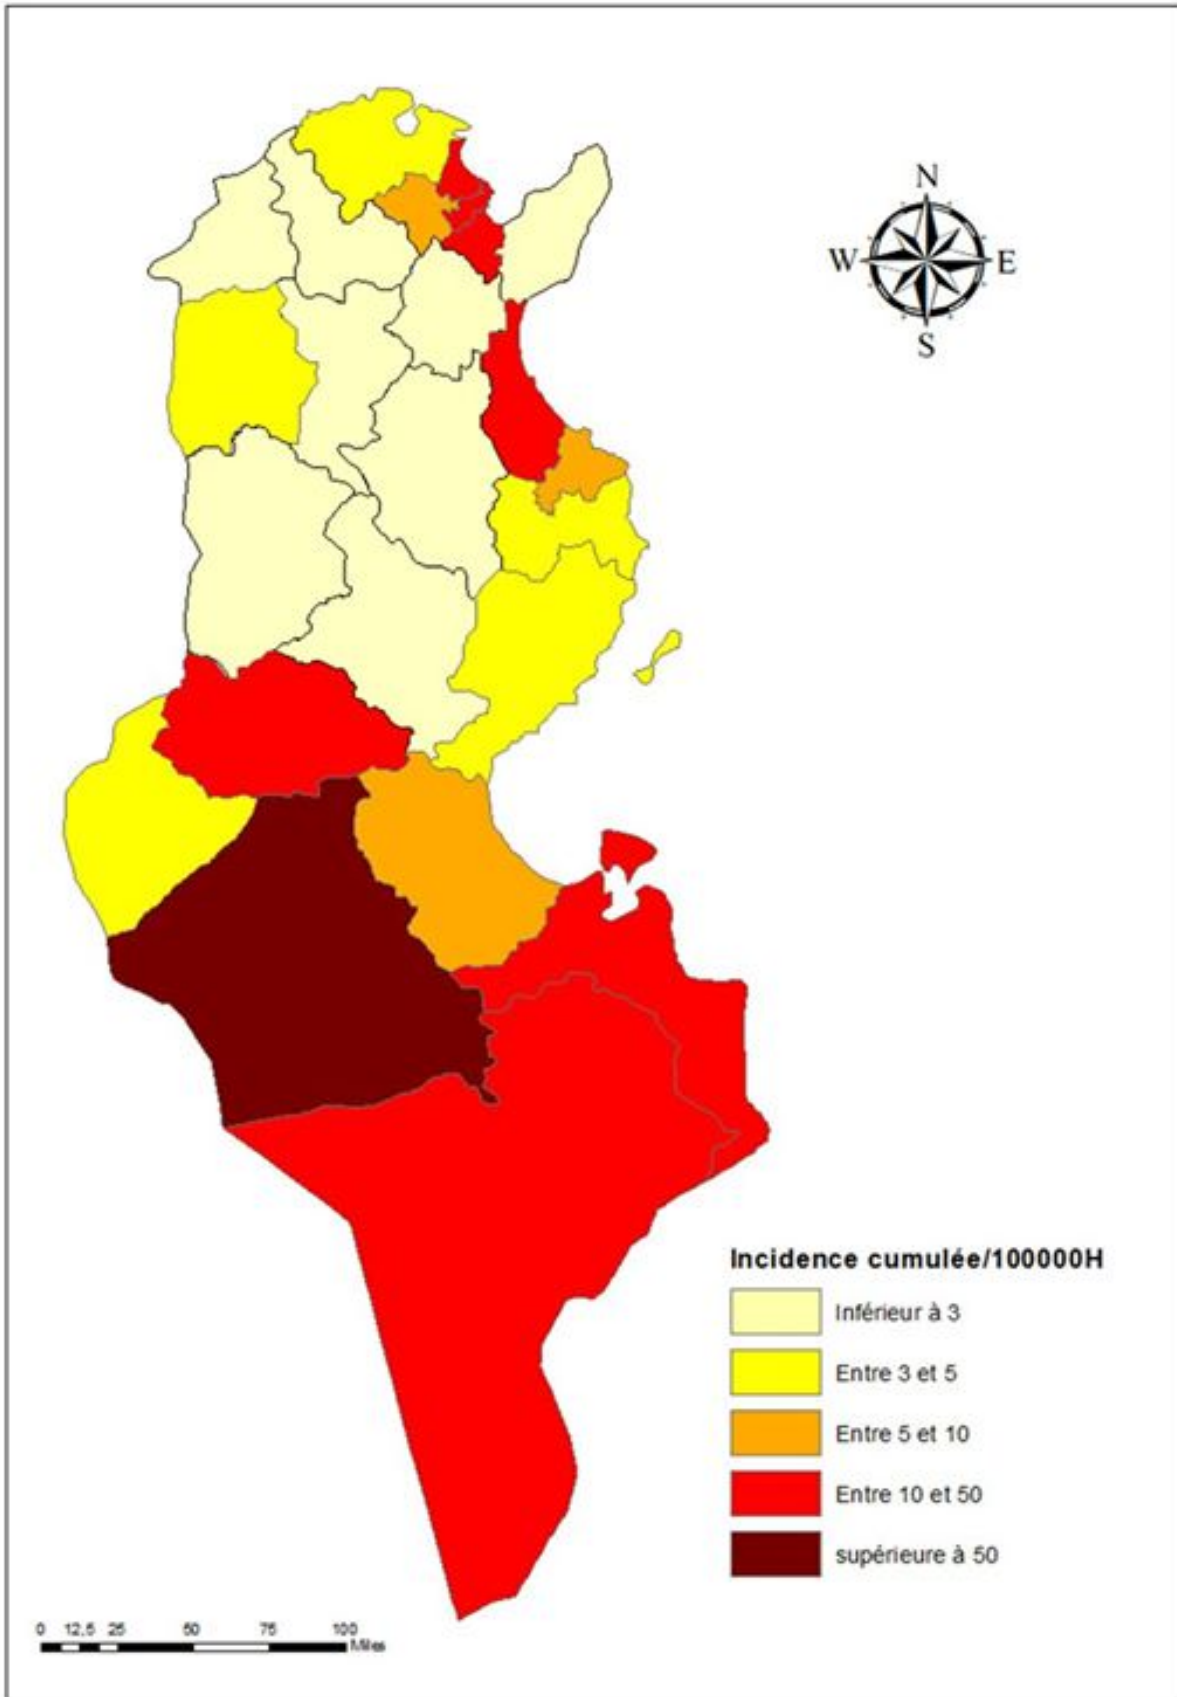 N
W E
S
Incidence cumulée/100000H
Inférieur à 3
Entre 3 et 5
Entre 5 et 10
Entre 10 et 50
supérieure à 50
0 12,5 25 50 75 100
Miles